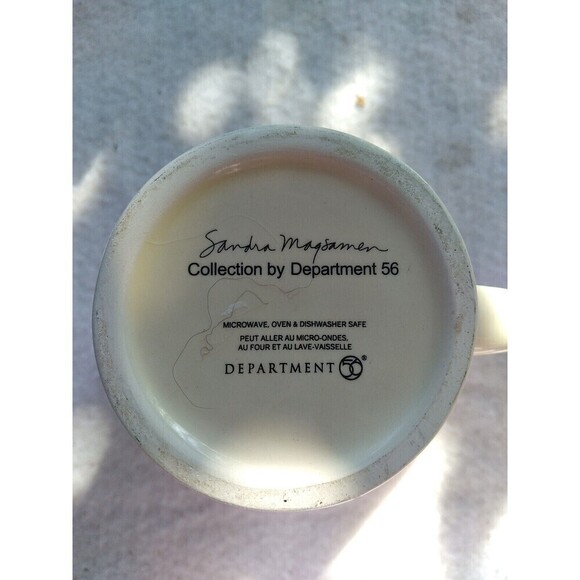 Sandra Magsamen
Collection by Department 56
MICROWAVE, OVEN & DISHWASHER SAFE
PEUT ALLER AU MICRO-ONDES,
AU FOUR ET AU LAVE-VAISSELLE
DEPARTMENT 56®